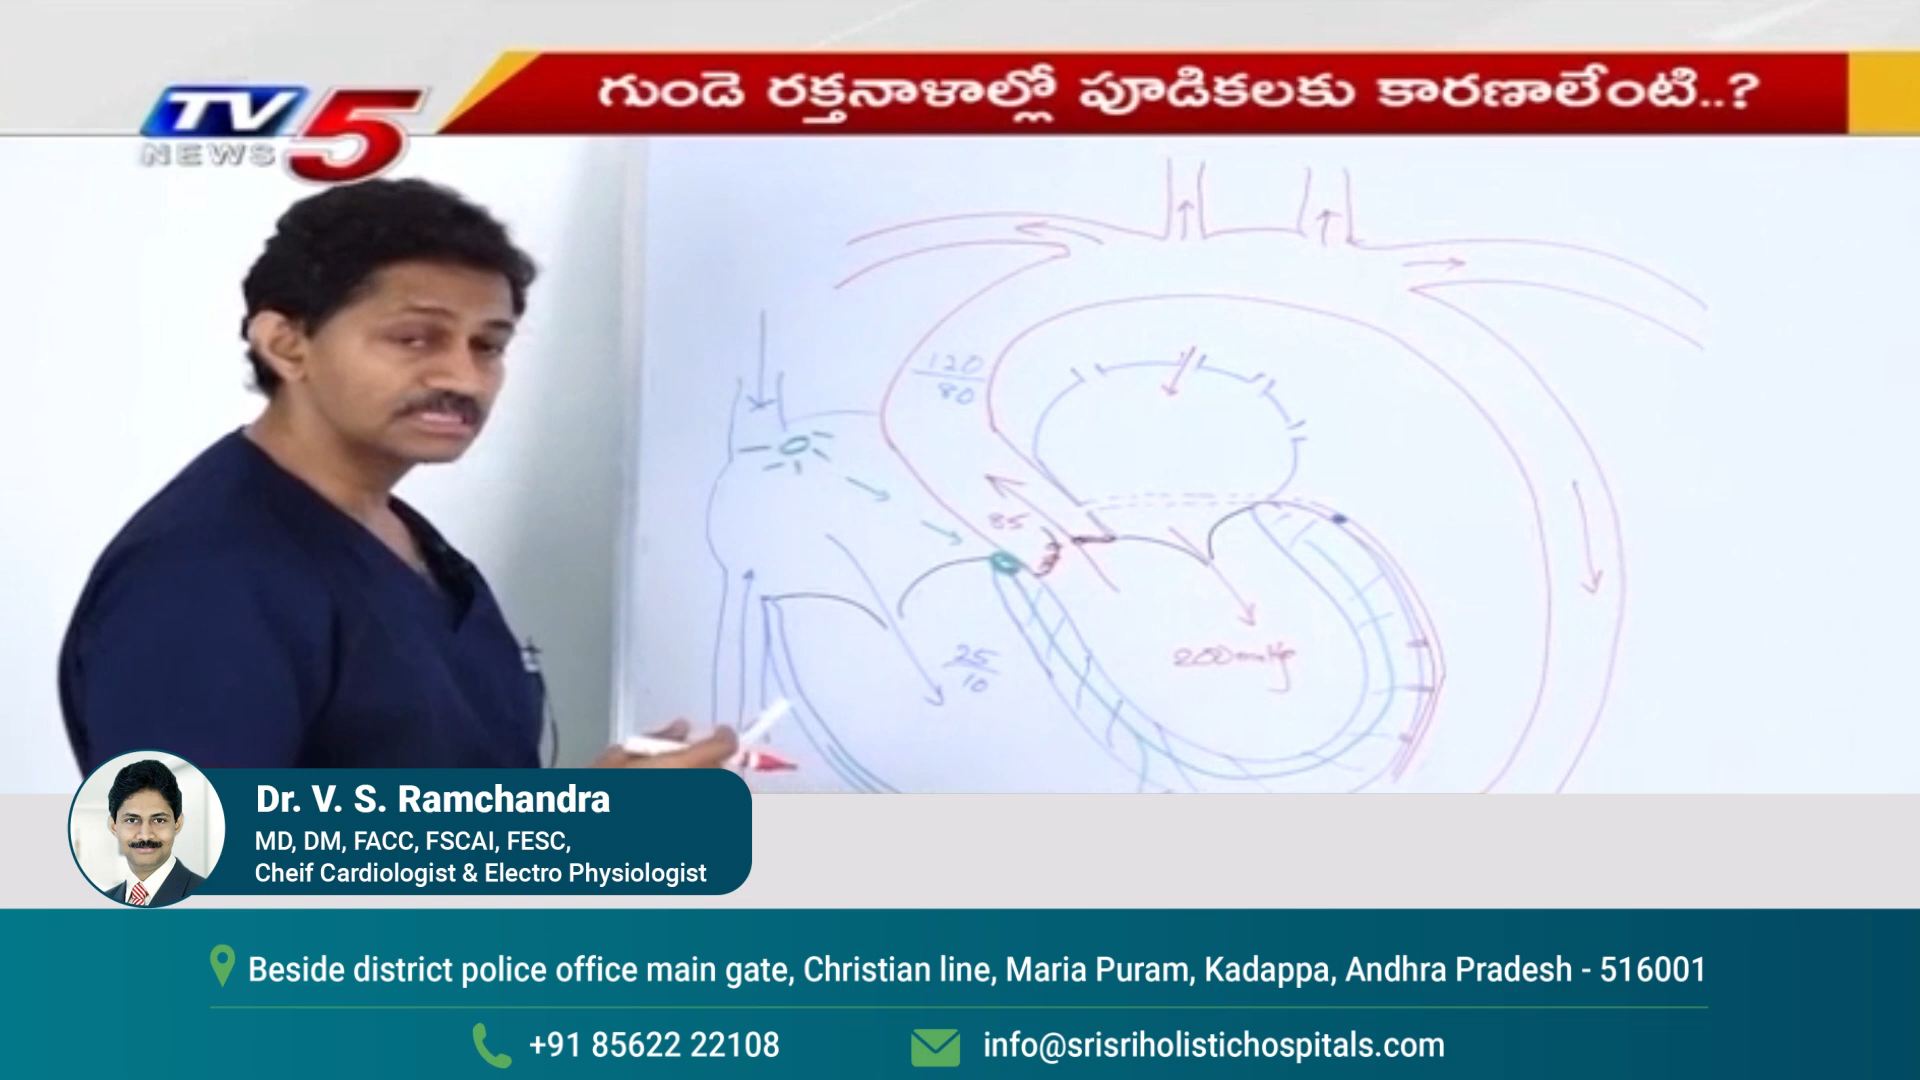 గుండె రక్తనాళాల్లో పూడికలకు కారణాలేంటి..?
TV5
NEWS
120
80
85
25
10
200mmHg
Dr. V. S. Ramchandra
MD, DM, FACC, FSCAI, FESC,
Cheif Cardiologist & Electro Physiologist
Beside district police office main gate, Christian line, Maria Puram, Kadappa, Andhra Pradesh - 516001
+91 85622 22108
info@srisriholistichospitals.com